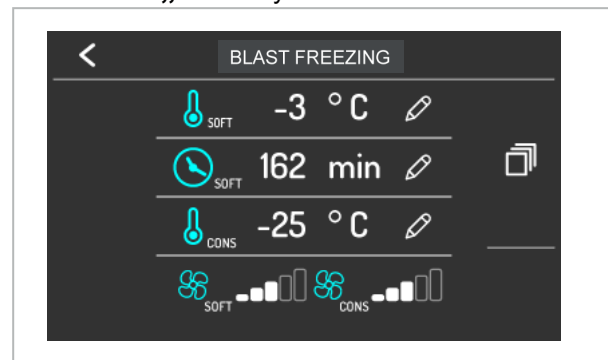 BLAST FREEZING
SOFT -3 °C
SOFT 162 min
CONS -25 °C
SOFT CONS